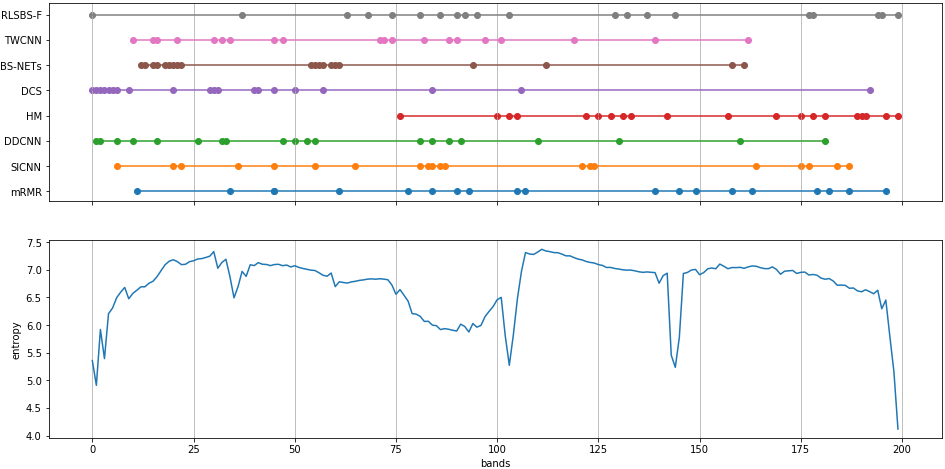 RLSBS-F
TWCNN
BS-NETs
DCS
HM
DDCNN
SICNN
mRMR
7.5
7.0
6.5
6.0
5.5
5.0
4.5
4.0
entropy
0 25 50 75 100 125 150 175 200
bands